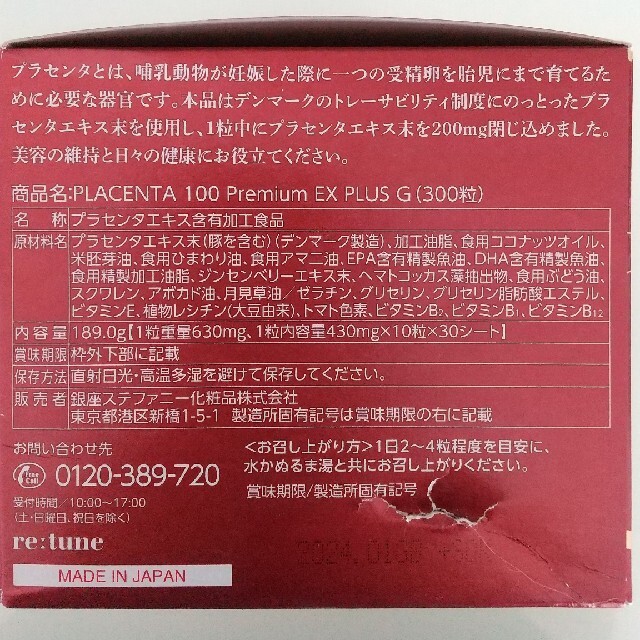 プラセンタとは、哺乳動物が妊娠した際に一つの受精卵を胎児にまで育てるた
めに必要な器官です。本品はデンマークのトレーサビリティ制度にのっとったプラ
センタエキス末を使用し、1粒中にプラセンタエキス末を200mg閉じ込めました。
美容の維持と日々の健康にお役立てください。
商品名:PLACENTA 100 Premium EX PLUS G(300粒)
名 称 プラセンタエキス含有加工食品
原材料名 プラセンタエキス末(豚を含む)(デンマーク製造)、加工油脂、食用ココナッツオイル、
米胚芽油、食用ひまわり油、食用アマニ油、EPA含有精製魚油、DHA含有精製魚油、
食用精製加工油脂、ジンセンベリーエキス末、ヘマトコッカス藻抽出物、食用ぶどう油、
スクワレン、アボカド油、月見草油/ゼラチン、グリセリン、グリセリン脂肪酸エステル、
ビタミンE、植物レシチン(大豆由来)、トマト色素、ビタミンB2、ビタミンB1、ビタミンB12
内容量 189.0g【1粒重量630mg、1粒内容量430mg×10粒×30シート】
賞味期限 枠外下部に記載
保存方法 直射日光・高温多湿を避けて保存してください。
販売者 銀座ステファニー化粧品株式会社
東京都港区新橋1-5-1 製造所固有記号は賞味期限の右に記載
お問い合わせ先
Free Call 0120-389-720
受付時間/10:00〜17:00
(土・日曜日、祝日を除く)
re:tune
MADE IN JAPAN
<お召し上がり方>1日2〜4粒程度を目安に、
水かぬるま湯と共にお召し上がりください。
賞味期限/製造所固有記号
2024.01